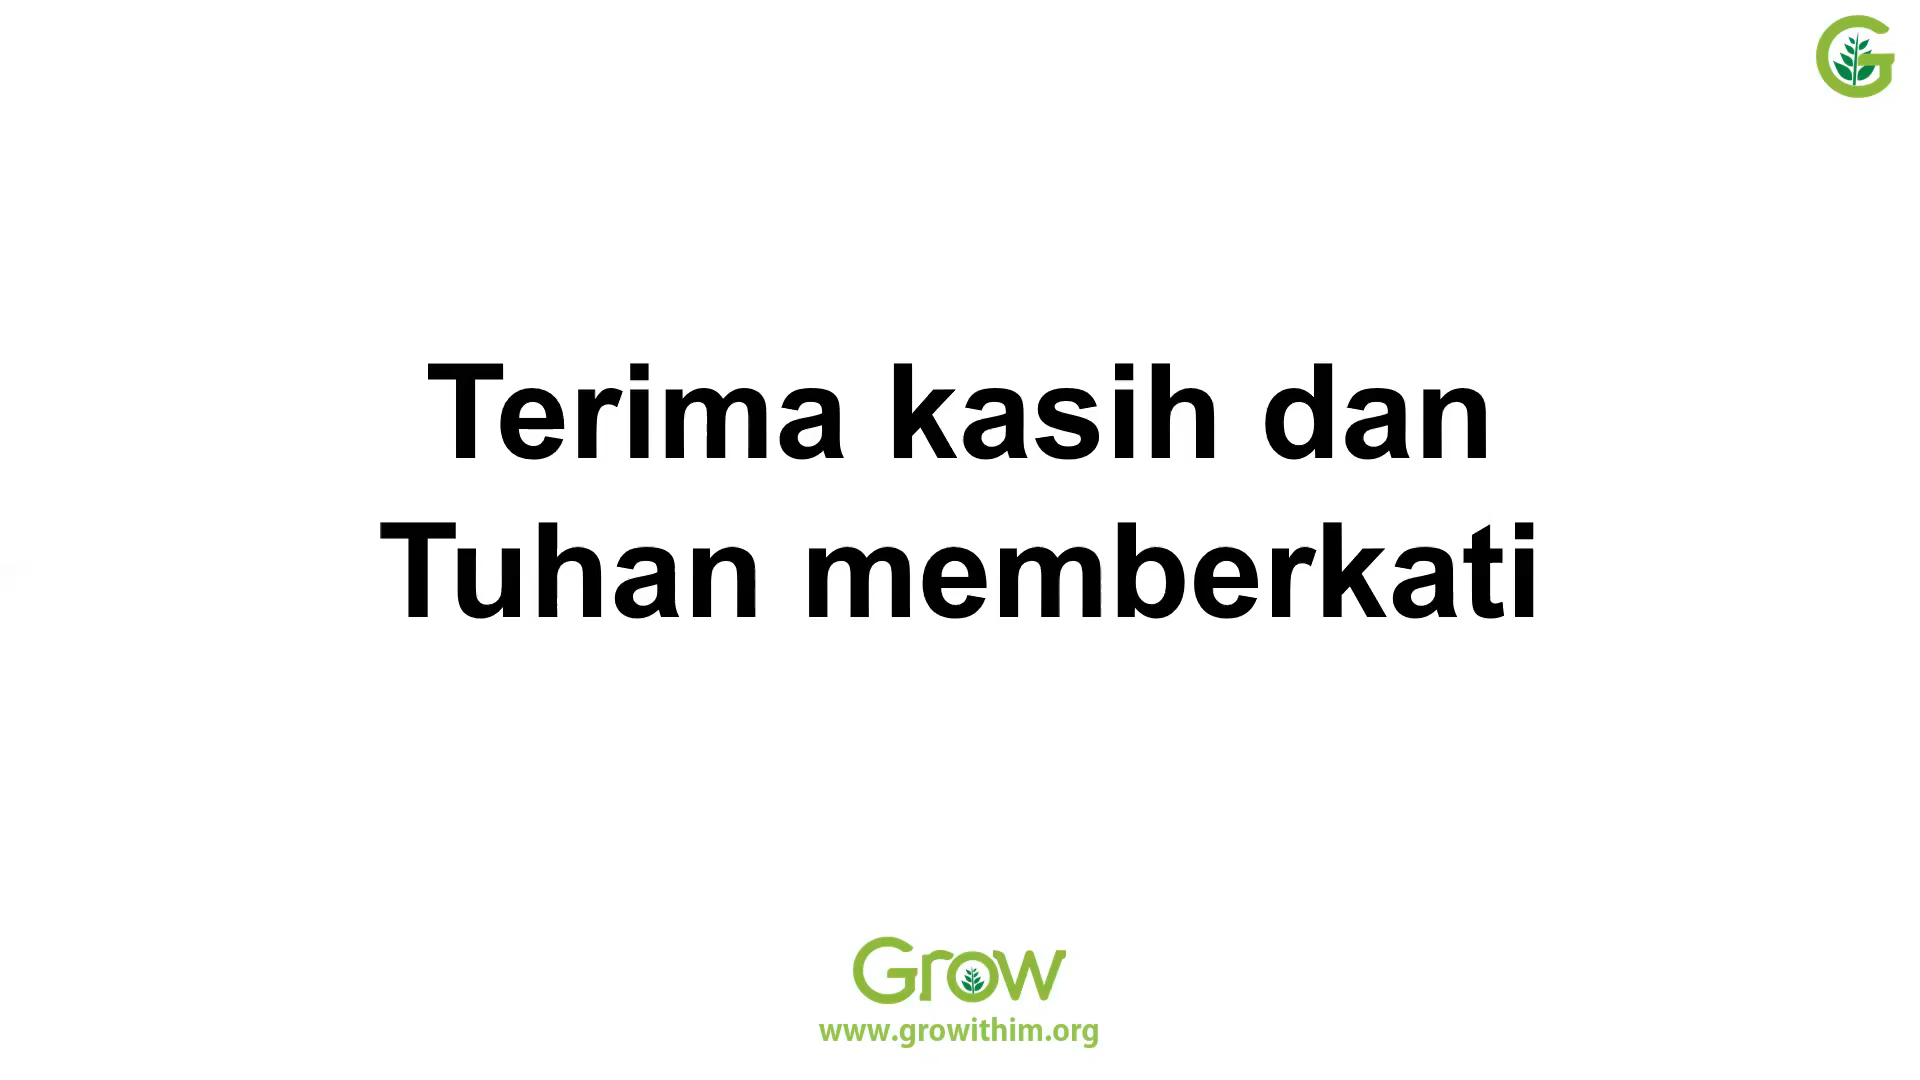 G
Terima kasih dan
Tuhan memberkati
Grow
www.growithim.org